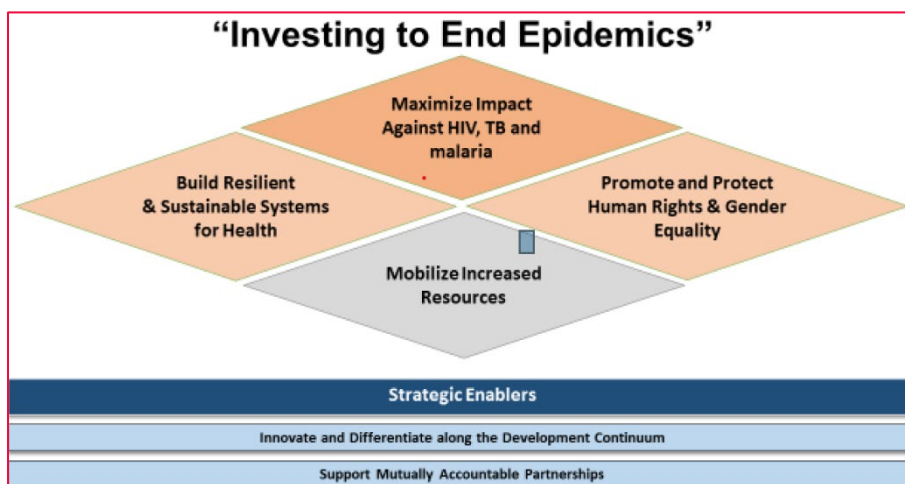 “Investing to End Epidemics”
Maximize Impact
Against HIV, TB and
malaria
Build Resilient
& Sustainable Systems
for Health
Promote and Protect
Human Rights & Gender
Equality
Mobilize Increased
Resources
Strategic Enablers
Innovate and Differentiate along the Development Continuum
Support Mutually Accountable Partnerships